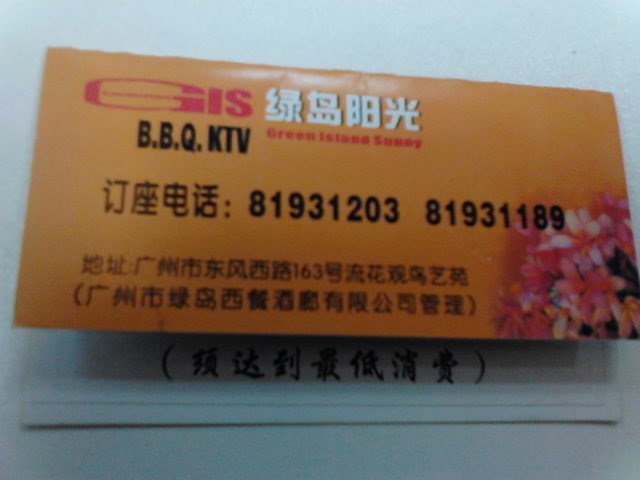 GIS 绿岛阳光
B.B.Q. KTV Green Island Sunny
订座电话：81931203 81931189
地址:广州市东风西路163号流花观鸟艺苑
（广州市绿岛西餐酒廊有限公司管理）
（须达到最低消费）